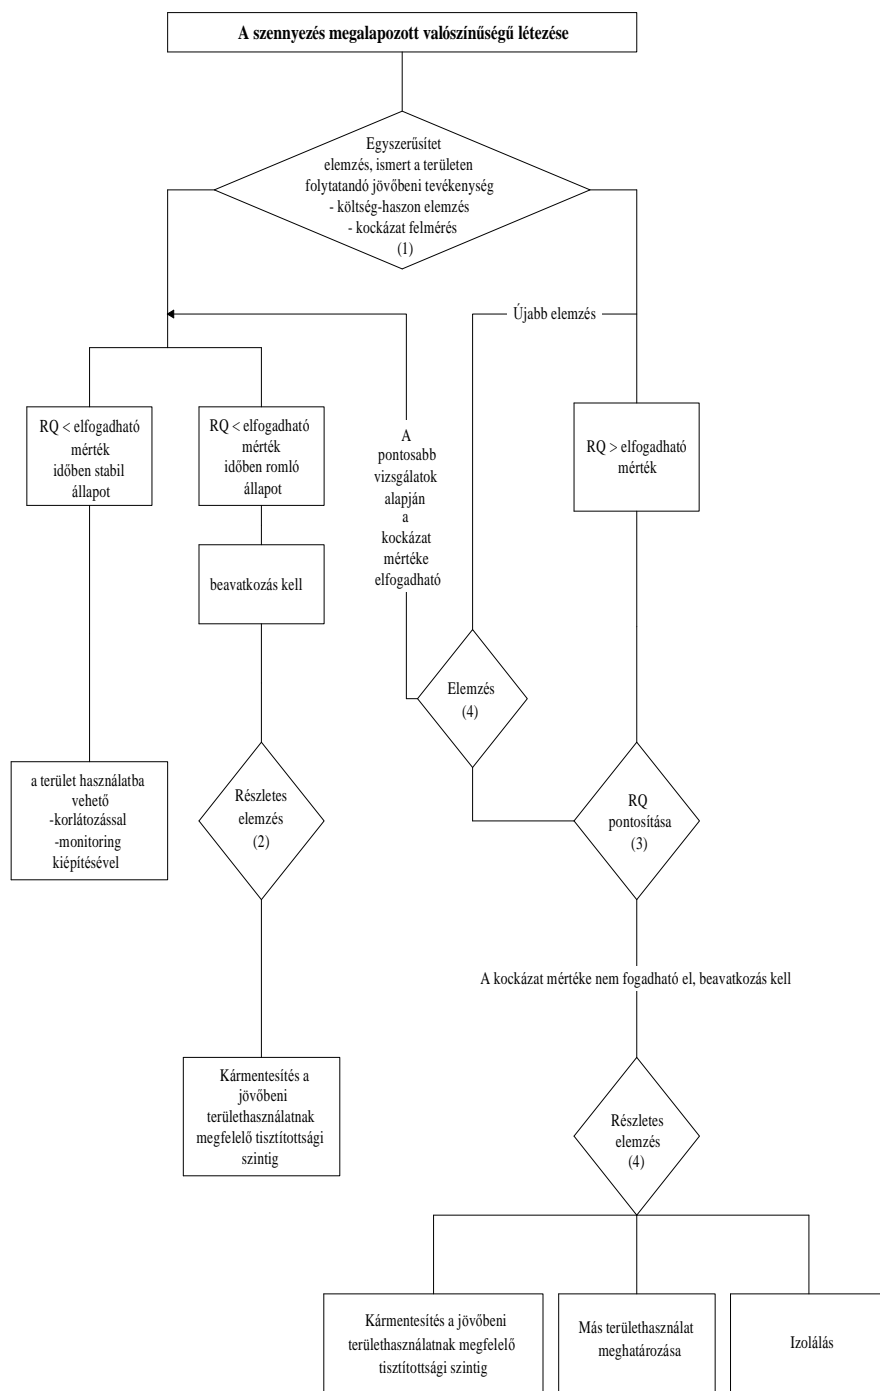 A szennyezés megalapozott valószínűségű létezése
Egyszerűsítet
elemzés, ismert a területen
folytatandó jövőbeni tevékenység
- költség-haszon elemzés
- kockázat felmérés
(1)
Újabb elemzés
RQ < elfogadható
mérték
időben stabil
állapot
RQ < elfogadható
mérték
időben romló
állapot
A
pontosabb
vizsgálatok
alapján
a
kockázat
mértéke
elfogadható
RQ > elfogadható
mérték
beavatkozás kell
Elemzés
(4)
a terület használatba
vehető
-korlátozással
-monitoring
kiépítésével
Részletes
elemzés
(2)
RQ
pontosítása
(3)
A kockázat mértéke nem fogadható el, beavatkozás kell
Kármentesítés a
jövőbeni
területhasználatnak
megfelelő tisztítottsági
szintig
Részletes
elemzés
(4)
Kármentesítés a jövőbeni
területhasználatnak megfelelő
tisztítottsági szintig
Más területhasználat
meghatározása
Izolálás